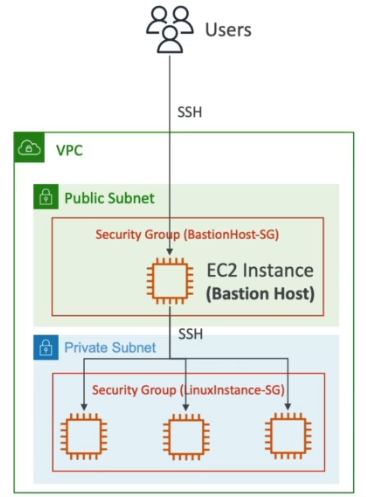 Users
SSH
VPC
Public Subnet
Security Group (BastionHost-SG)
EC2 Instance
(Bastion Host)
SSH
Private Subnet
Security Group (LinuxInstance-SG)